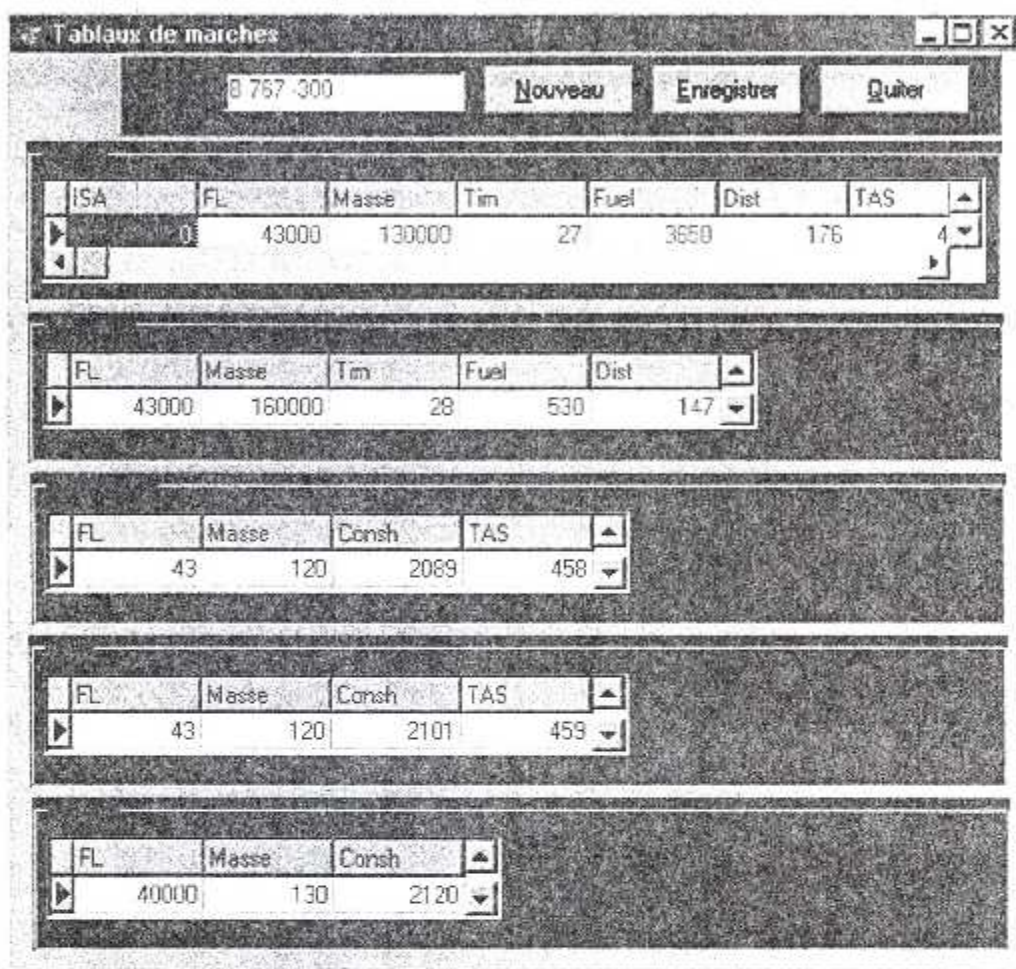 Tablaux de marches
8 767 -300 Nouveau Enregistrer Quiter
ISA FL Masse Tim Fuel Dist TAS
0 43000 130000 27 3650 176 4
FL Masse Tim Fuel Dist
43000 160000 28 530 147
FL Masse Consh TAS
43 120 2089 458
FL Masse Consh TAS
43 120 2101 459
FL Masse Consh
40000 130 2120